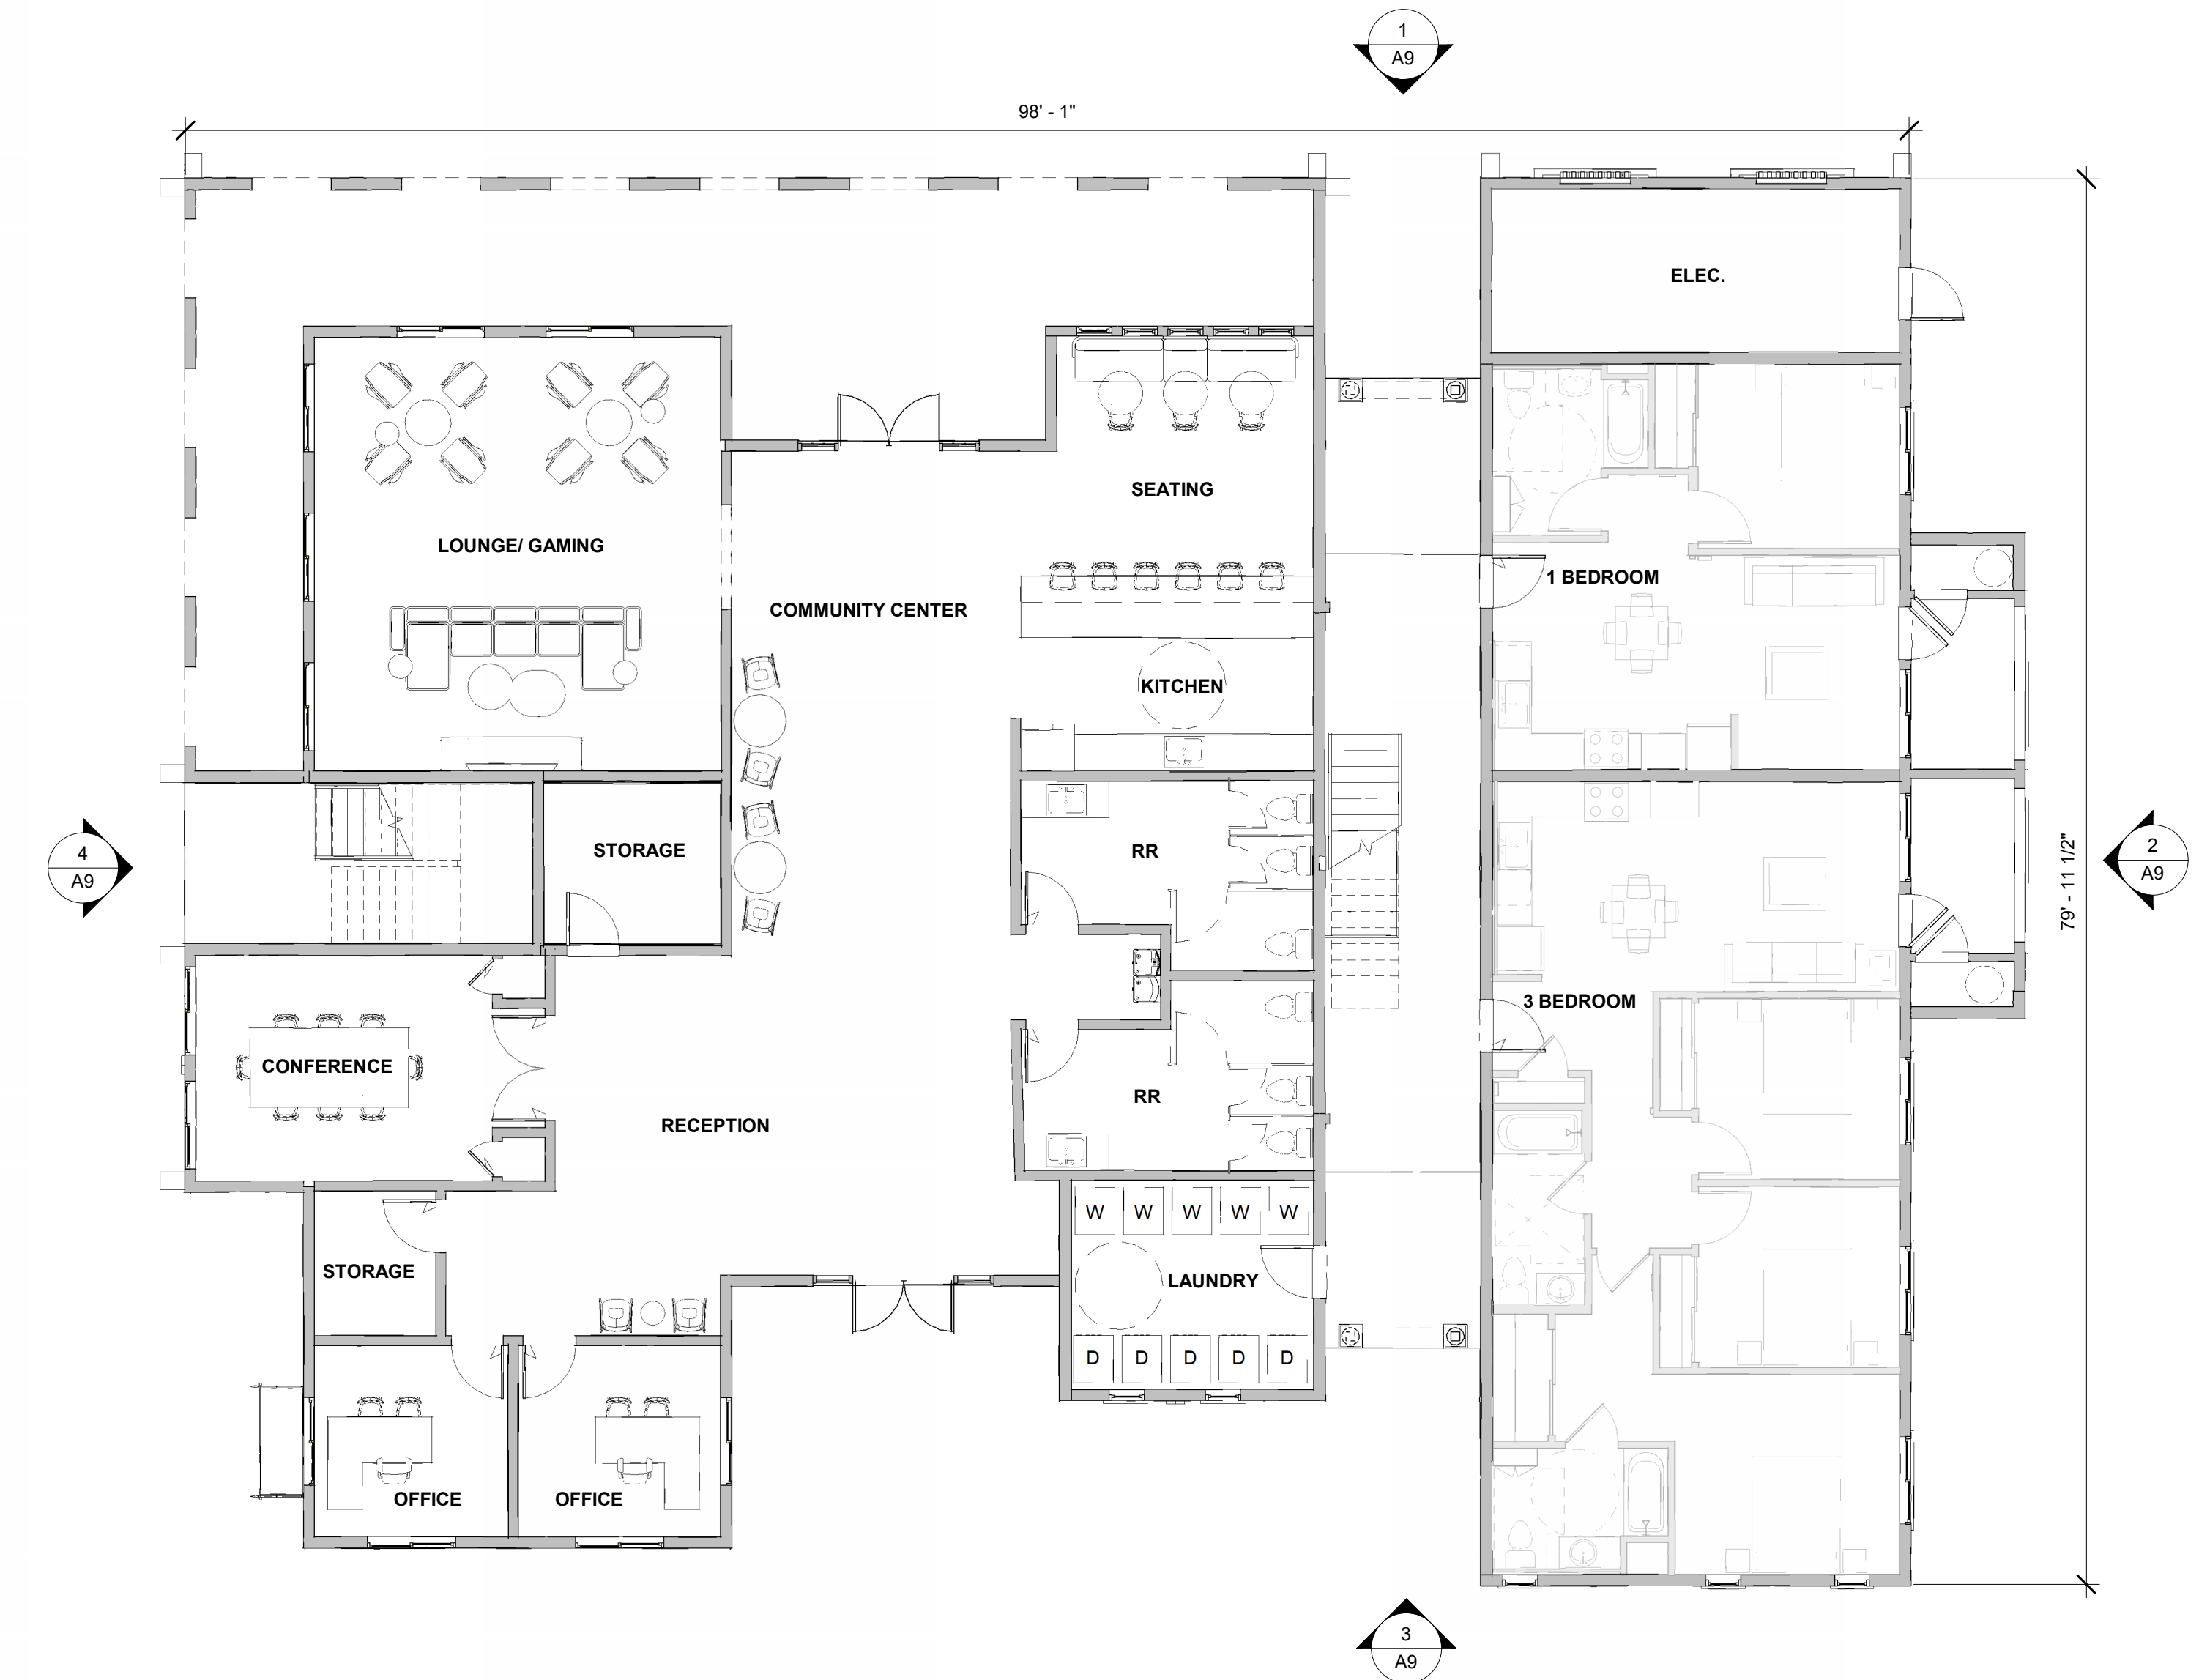 1
A9
98' - 1"
ELEC.
SEATING
LOUNGE/ GAMING
1 BEDROOM
COMMUNITY CENTER
KITCHEN
STORAGE
RR
4
A9
2
A9
79' - 11 1/2"
3 BEDROOM
CONFERENCE
RR
RECEPTION
W W W W W
STORAGE
LAUNDRY
D D D D D
OFFICE
OFFICE
3
A9